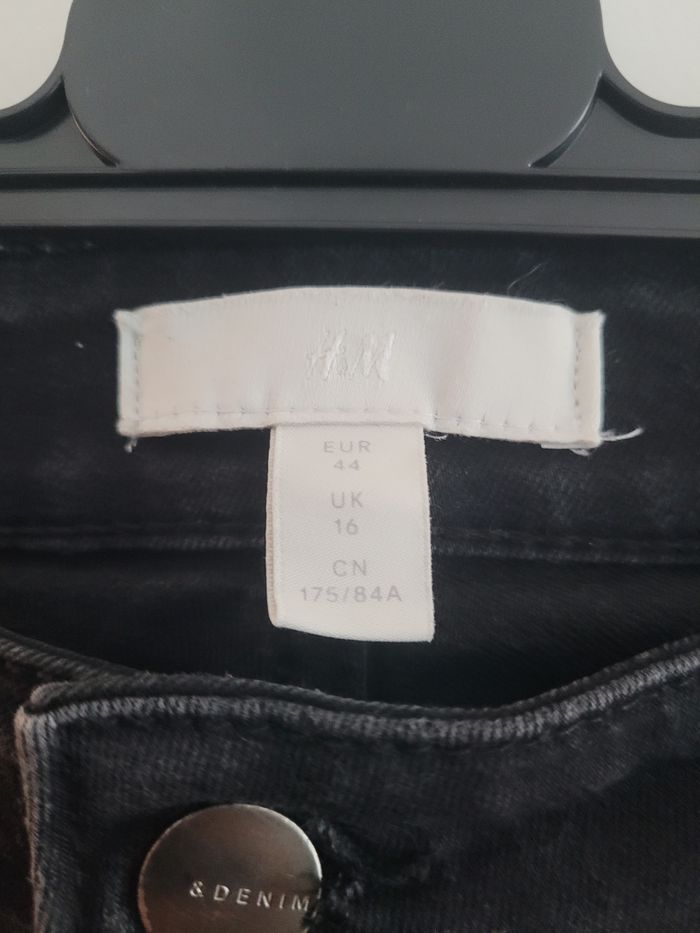 H&M
EUR
44
UK
16
CN
175/84A
& DENIM